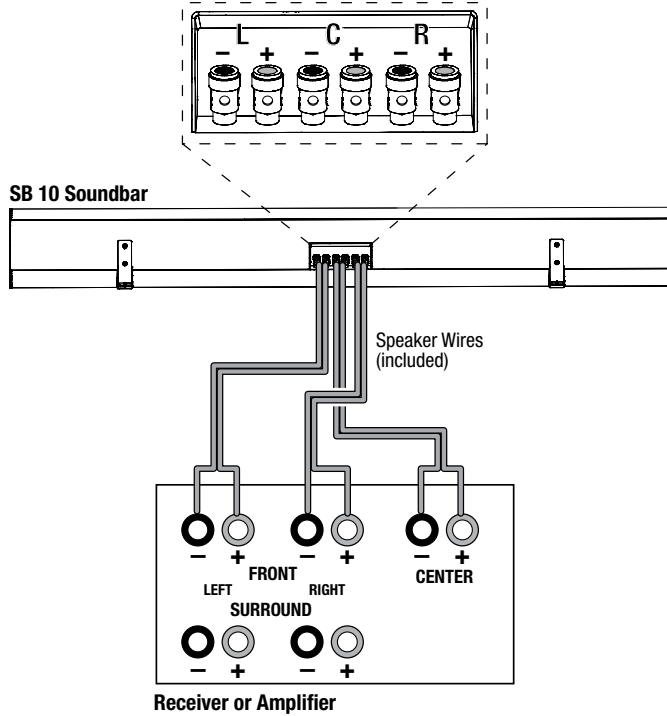 L C R
− + − + − +
SB 10 Soundbar
Speaker Wires
(included)
− + − + − +
FRONT
CENTER
LEFT RIGHT
SURROUND
− + − +
Receiver or Amplifier